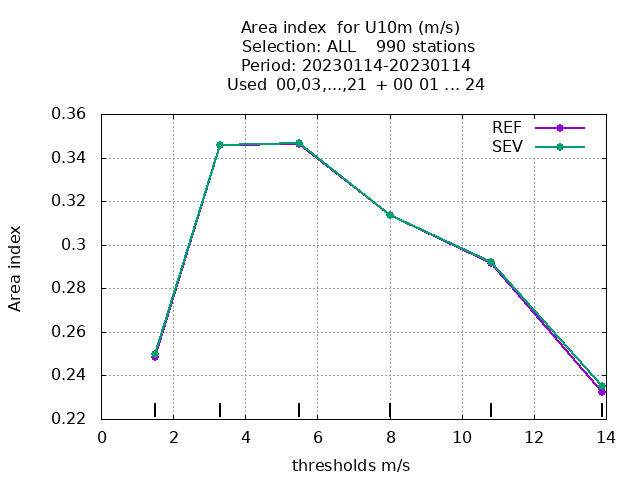 Area index  for U10m (m/s)
Selection: ALL    990 stations
Period: 20230114-20230114
Used  00,03,...,21  + 00 01 ... 24
REF
SEV
0.36
0.34
0.32
0.3
0.28
0.26
0.24
0.22
Area index
0 2 4 6 8 10 12 14
thresholds m/s